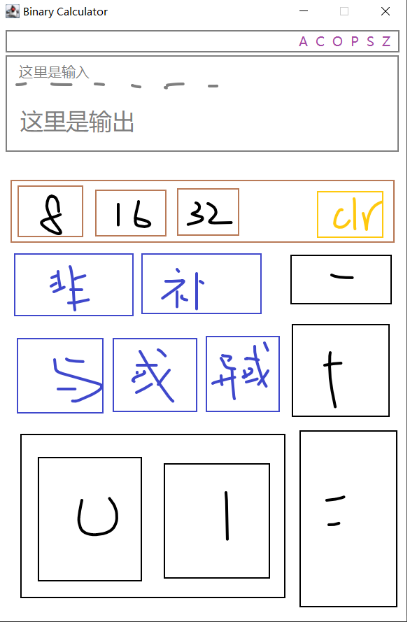 Binary Calculator
A C O P S Z
这里是输入
这里是输出
8 16 32 clr
非 补 -
与 或 异或 +
0 1 =